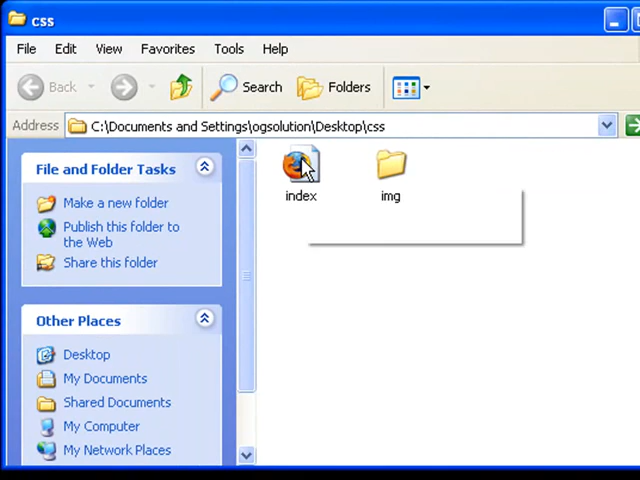 css
File Edit View Favorites Tools Help
Back Search Folders
Address C:\Documents and Settings\ogsolution\Desktop\css
File and Folder Tasks
Make a new folder
Publish this folder to
the Web
Share this folder
Other Places
Desktop
My Documents
Shared Documents
My Computer
My Network Places
index img